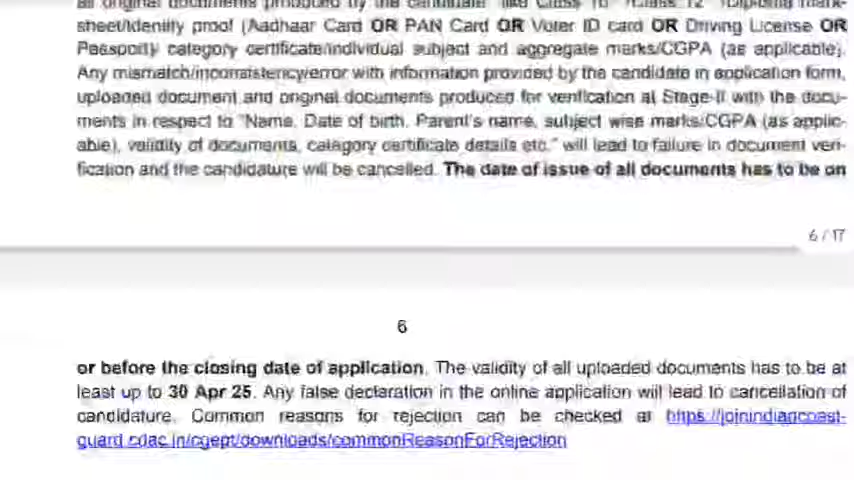 all original documents produced by the candidate like Class 10 /Class 12 /Diploma mark-
sheet/Identity proof (Aadhaar Card OR PAN Card OR Voter ID card OR Driving License OR
Passport)/ category certificate/individual subject and aggregate marks/CGPA (as applicable).
Any mismatch/inconsistency/error with information provided by the candidate in application form,
uploaded document and original documents produced for verification at Stage-II with the docu-
ments in respect to "Name, Date of birth, Parent's name, subject wise marks/CGPA (as applic-
able), validity of documents, category certificate details etc." will lead to failure in document veri-
fication and the candidature will be cancelled. The date of issue of all documents has to be on
6 / 17
6
or before the closing date of application. The validity of all uploaded documents has to be at
least up to 30 Apr 25. Any false declaration in the online application will lead to cancellation of
candidature. Common reasons for rejection can be checked at https://joinindiancoast-
guard.cdac.in/cgept/downloads/commonReasonForRejection